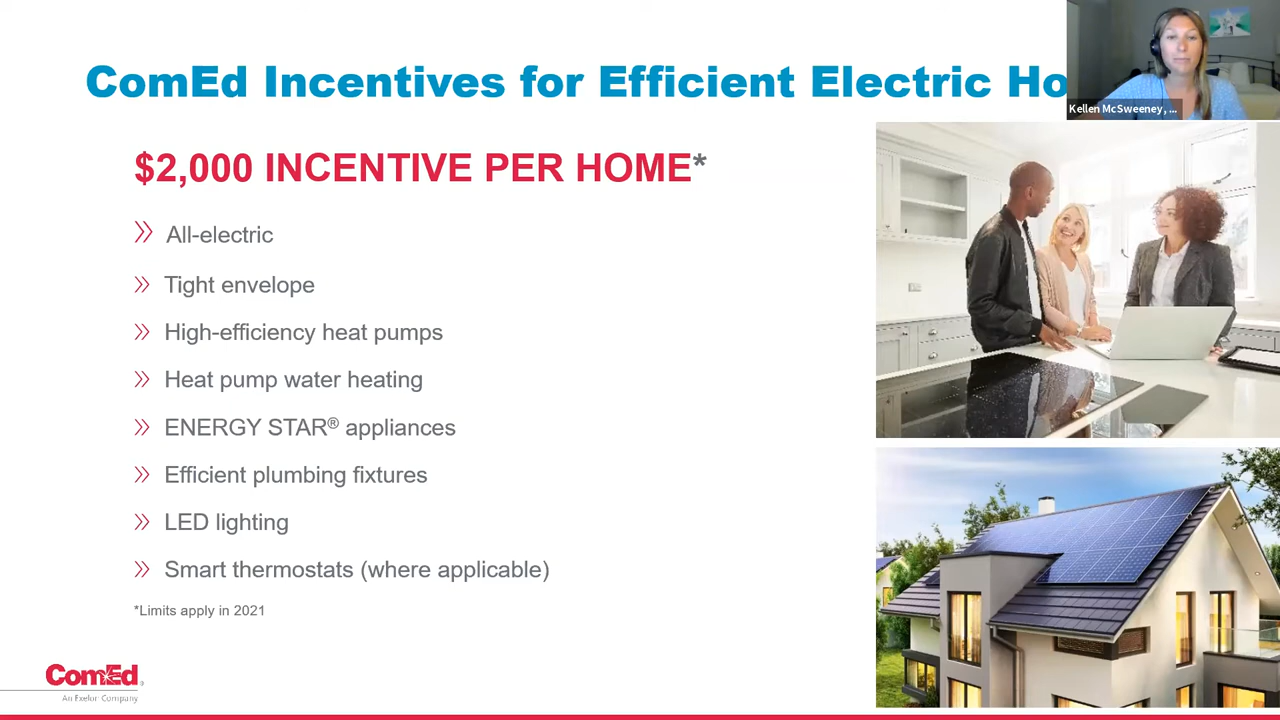 ComEd Incentives for Efficient Electric Ho
Kellen McSweeney, ...
$2,000 INCENTIVE PER HOME*
All-electric
Tight envelope
High-efficiency heat pumps
Heat pump water heating
ENERGY STAR® appliances
Efficient plumbing fixtures
LED lighting
Smart thermostats (where applicable)
*Limits apply in 2021
ComEd
An Exelon Company